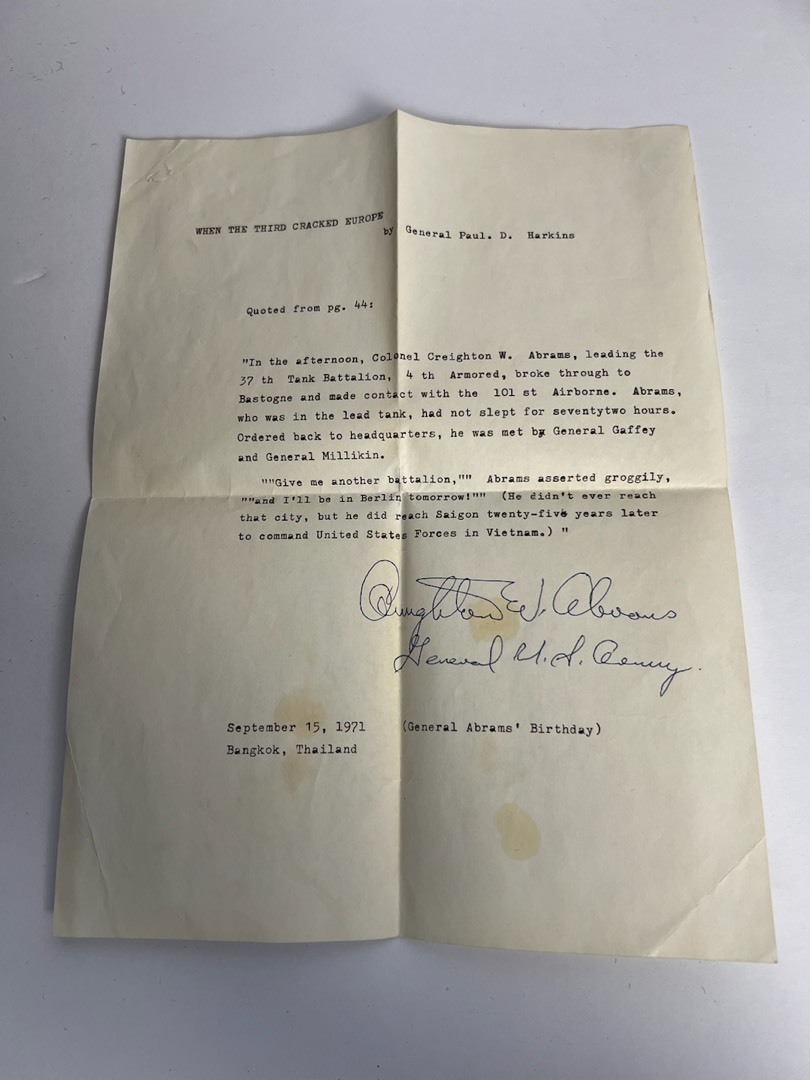 WHEN THE THIRD CRACKED EUROPE
by General Paul. D. Harkins
Quoted from pg. 44:
"In the afternoon, Colonel Creighton W. Abrams, leading the
37 th Tank Battalion, 4 th Armored, broke through to
Bastogne and made contact with the 101 st Airborne. Abrams,
who was in the lead tank, had not slept for seventytwo hours.
Ordered back to headquarters, he was met by General Gaffey
and General Millikin.
""Give me another battalion,"" Abrams asserted groggily,
""and I'll be in Berlin tomorrow!"" (He didn't ever reach
that city, but he did reach Saigon twenty-five years later
to command United States Forces in Vietnam.) "
Creighton W. Abrams
General U.S. Army.
September 15, 1971 (General Abrams' Birthday)
Bangkok, Thailand